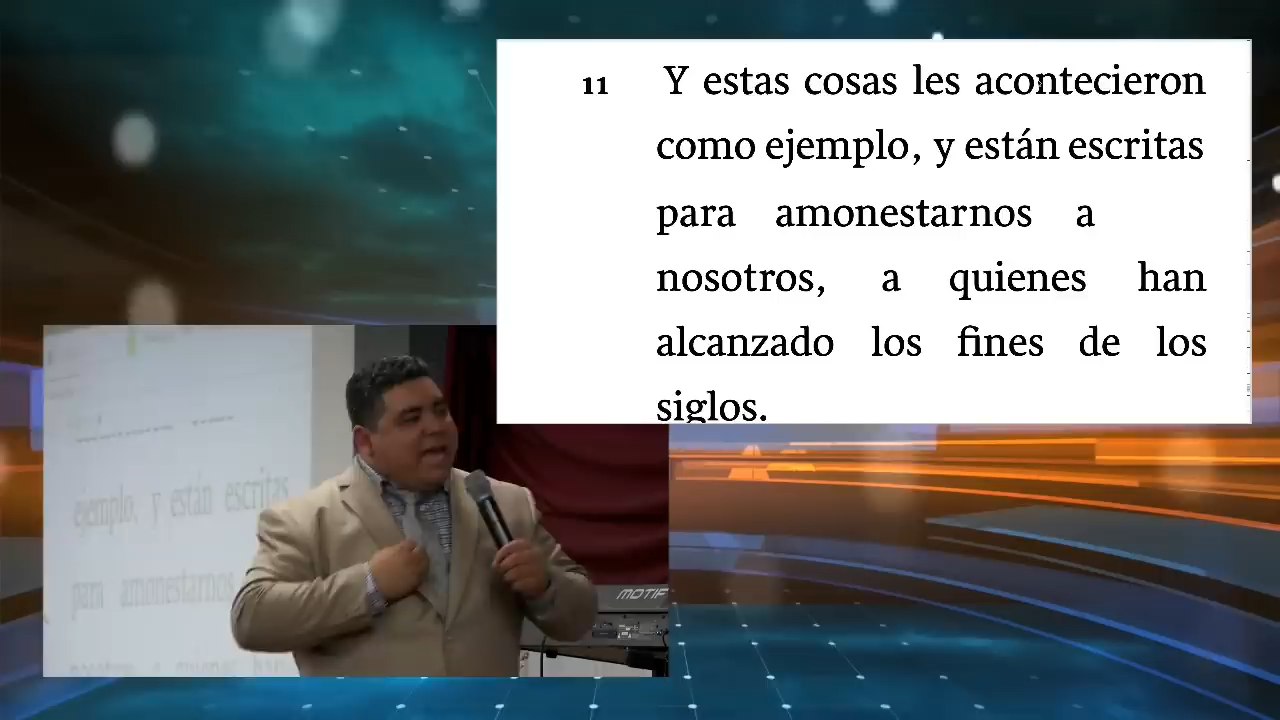 11 Y estas cosas les acontecieron
como ejemplo, y están escritas
para amonestarnos a
nosotros, a quienes han
alcanzado los fines de los
siglos.
ejemplo, y están escritas
para amonestarnos
MOTIF